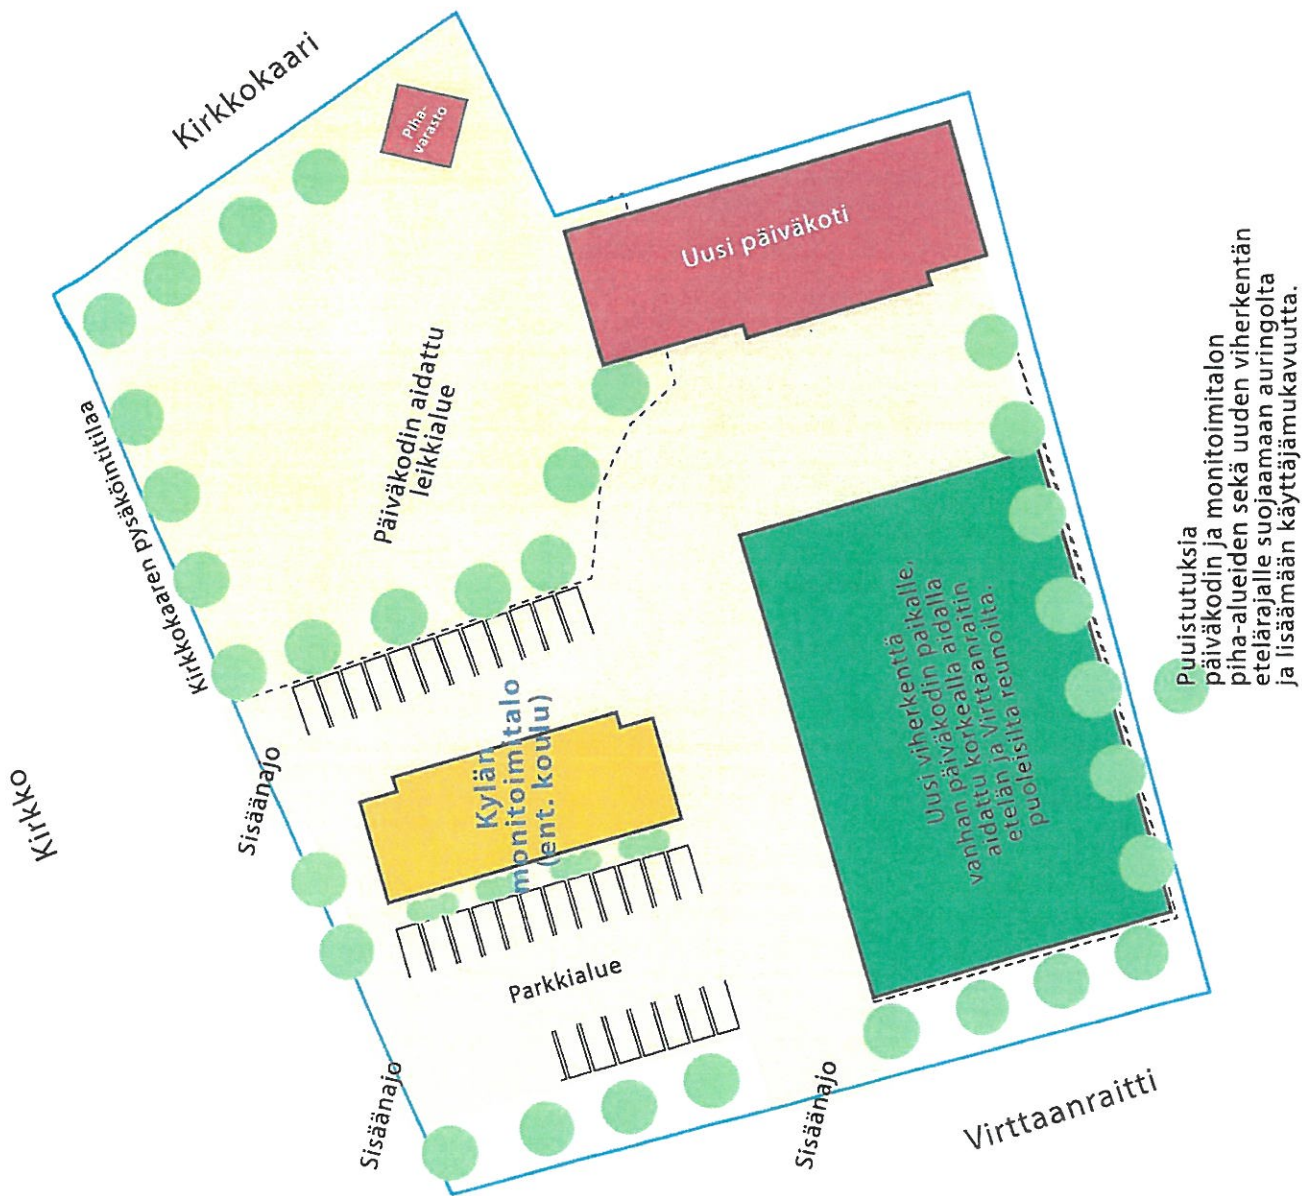 Kirkkokaari
Piha-
varasto
Uusi päiväkoti
Päiväkodin aidattu
leikkialue
Kirkkokaaren pysäköintitilaa
Kirkko
Sisäänajo
Kylän
monitoimitalo
(ent. koulu)
Parkkialue
Sisäänajo
Uusi viherkenttä
vanhan päiväkodin paikalle,
aidattu korkealla aidalla
etelän ja Virttaanraitin
puoleisilta reunoilta.
Sisäänajo
Virttaanraitti
Puuistutuksia
päiväkodin ja monitoimitalon
piha-alueiden sekä uuden viherkentän
etelärajalle suojaamaan auringolta
ja lisäämään käyttäjämukavuutta.